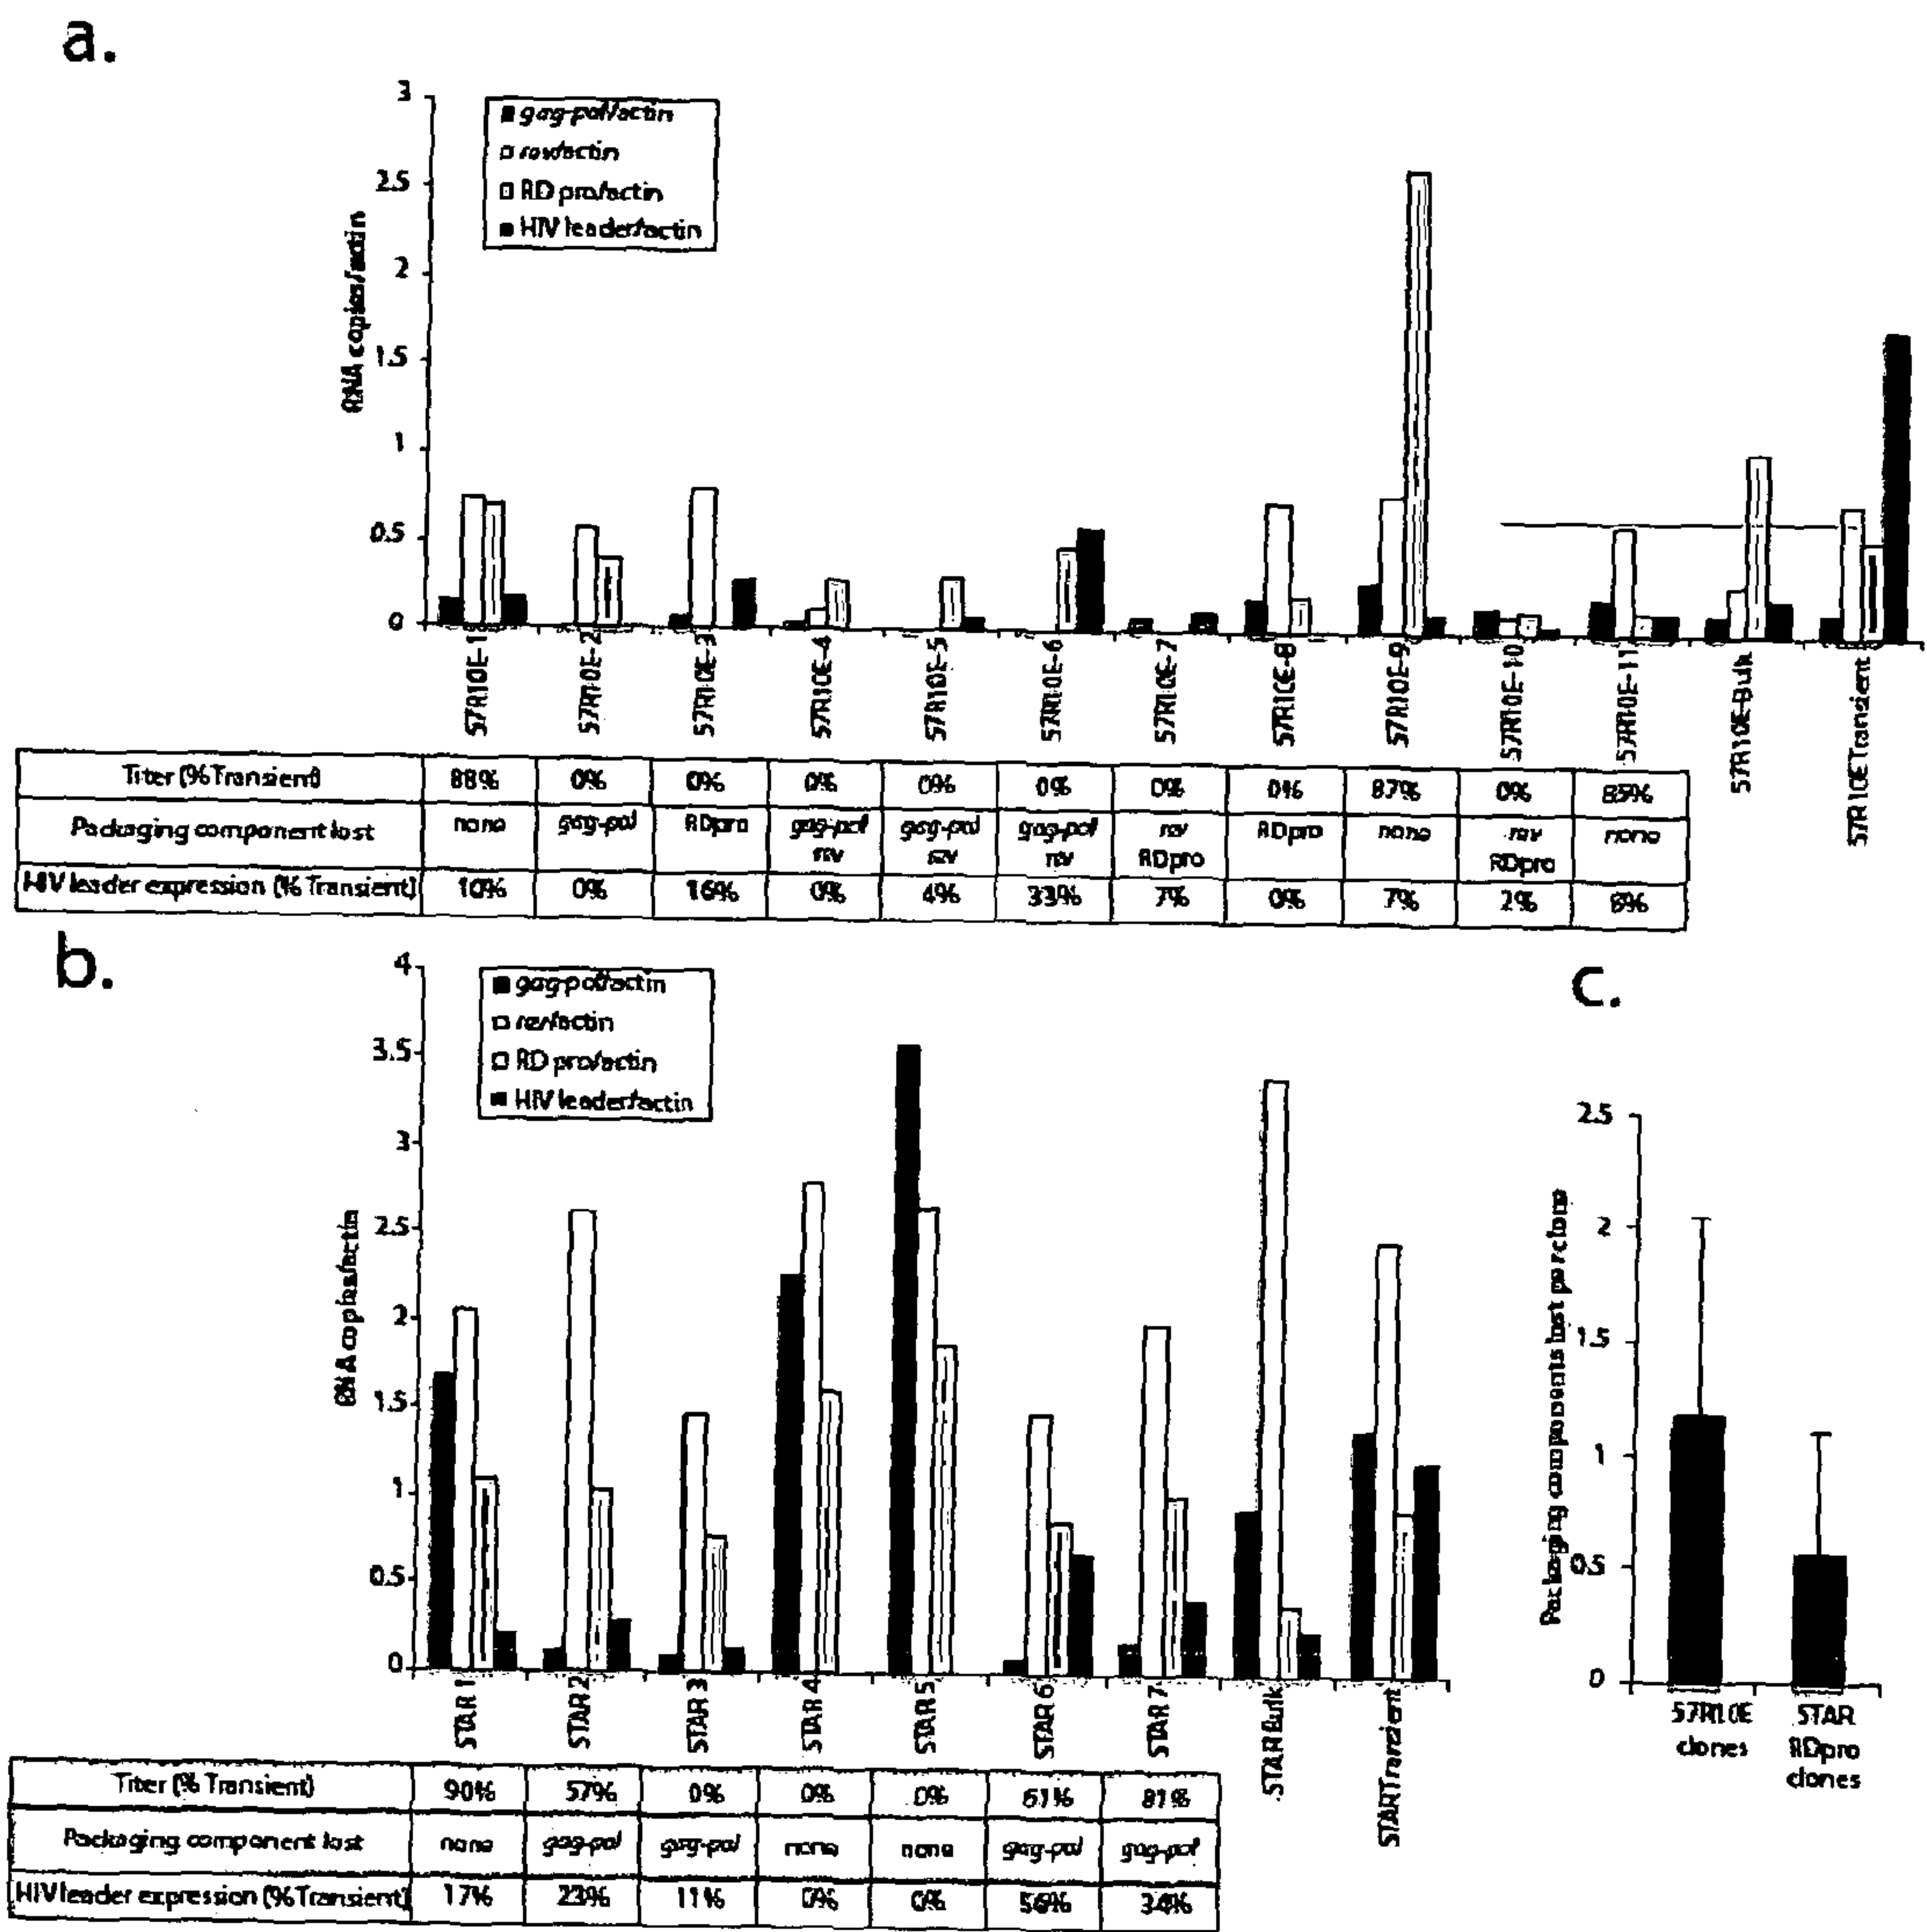 a.
3
2.5
2
1.5
1
0.5
0
RNA copies/actin
gag-pol/actin
rev/actin
RD pro/actin
HIV leader/actin
57R10E-1
57R10E-2
57R10E-3
57R10E-4
57R10E-5
57R10E-6
57R10E-7
57R10E-8
57R10E-9
57R10E-10
57R10E-11
57R10E Bulk
57R10E Transient
Titer (% Transient) 88% 0% 0% 0% 0% 0% 0% 0% 87% 0% 85%
Packaging component lost none gag-pol RDpro gag-pol rev gag-pol rev gag-pol rev rev RDpro RDpro none rev RDpro none
HIV leader expression (% Transient) 10% 0% 16% 0% 4% 33% 7% 0% 7% 2% 8%
b.
4
3.5
3
2.5
2
1.5
1
0.5
0
RNA copies/actin
gag-pol/actin
rev/actin
RD pro/actin
HIV leader/actin
STAR 1
STAR 2
STAR 3
STAR 4
STAR 5
STAR 6
STAR 7
STAR Bulk
STAR Transient
Titer (% Transient) 90% 57% 0% 0% 0% 61% 81%
Packaging component lost none gag-pol gag-pol none none gag-pol gag-pol
HIV leader expression (% Transient) 17% 23% 11% 0% 0% 56% 34%
c.
2.5
2
1.5
1
0.5
0
Packaging components lost per clone
57R10E
clones
STAR
RDpro
clones